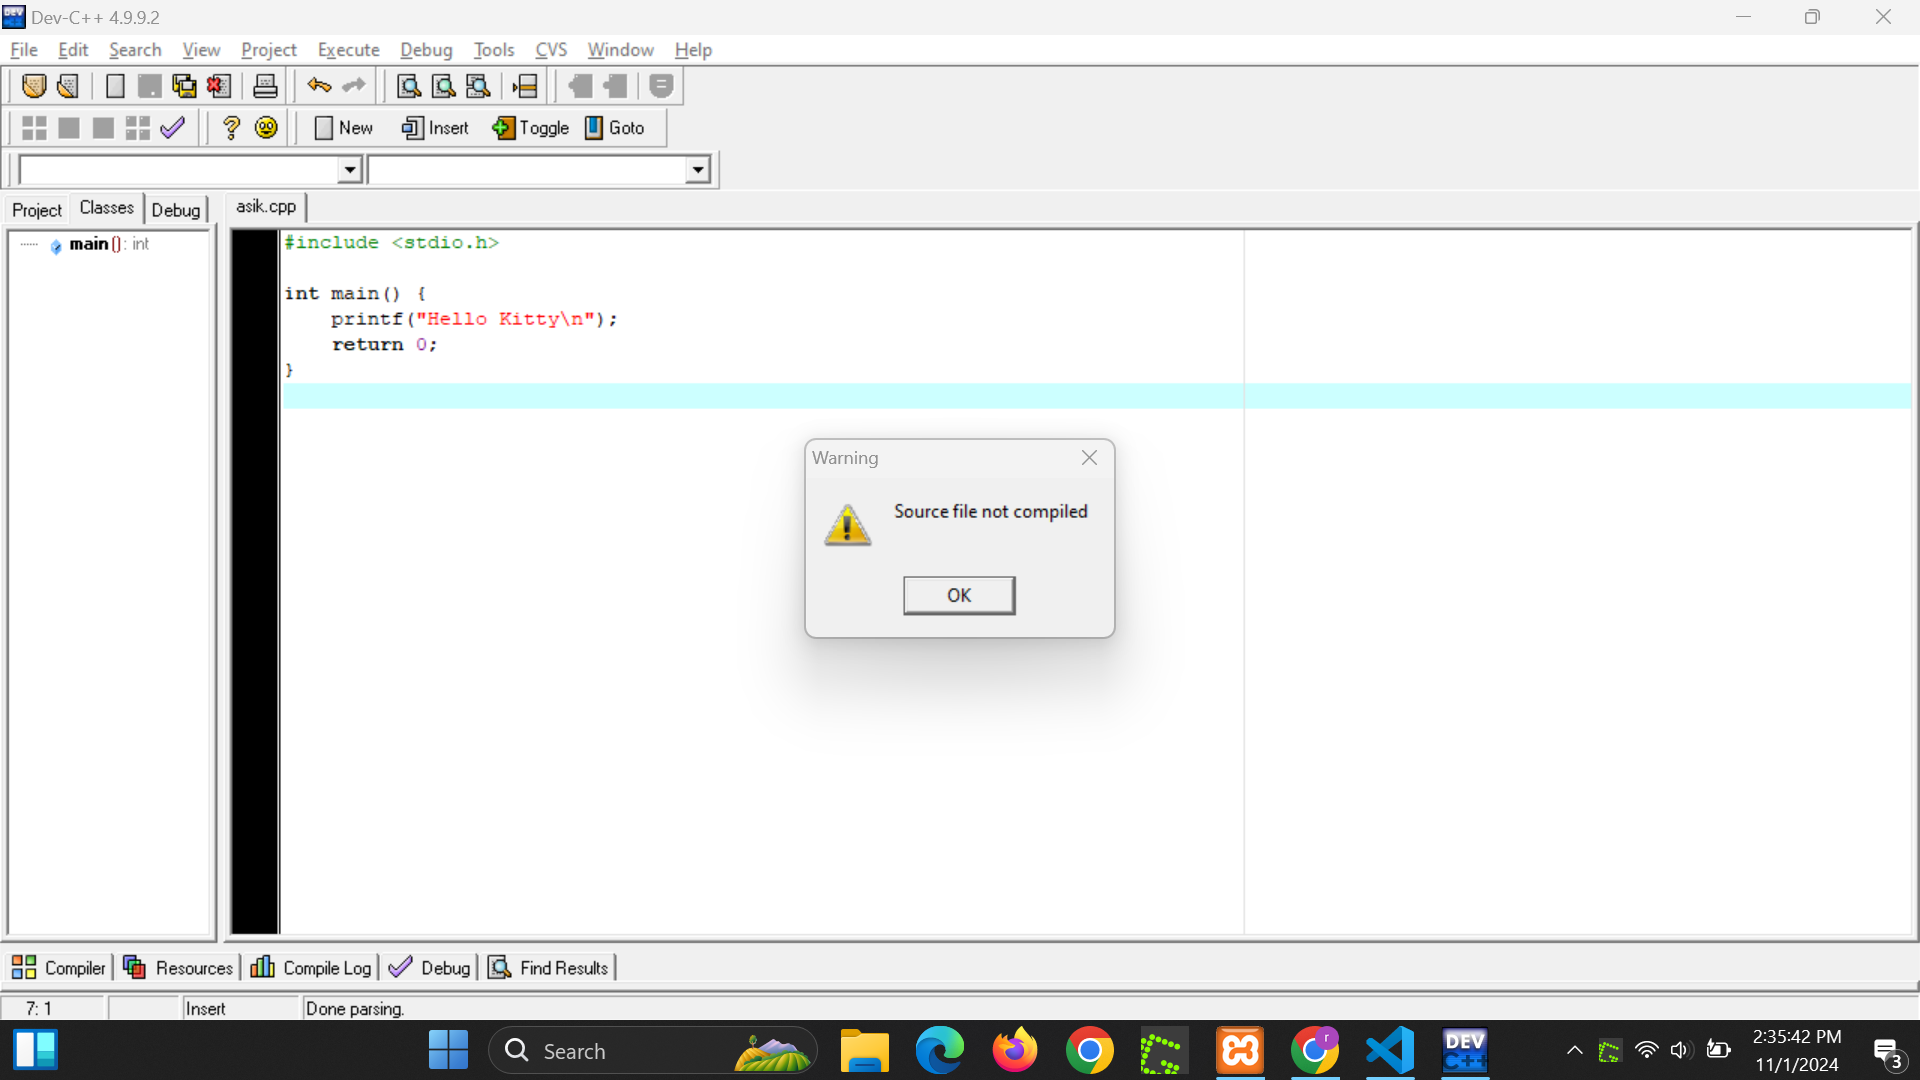 Dev-C++ 4.9.9.2
File Edit Search View Project Execute Debug Tools CVS Window Help
New Insert Toggle Goto
Project Classes Debug asik.cpp
main(): int
#include <stdio.h>
int main() {
printf("Hello Kitty\n");
return 0;
}
Warning
Source file not compiled
OK
Compiler Resources Compile Log Debug Find Results
7: 1 Insert Done parsing.
Search
DEV
C++
r
2:35:42 PM
11/1/2024
3